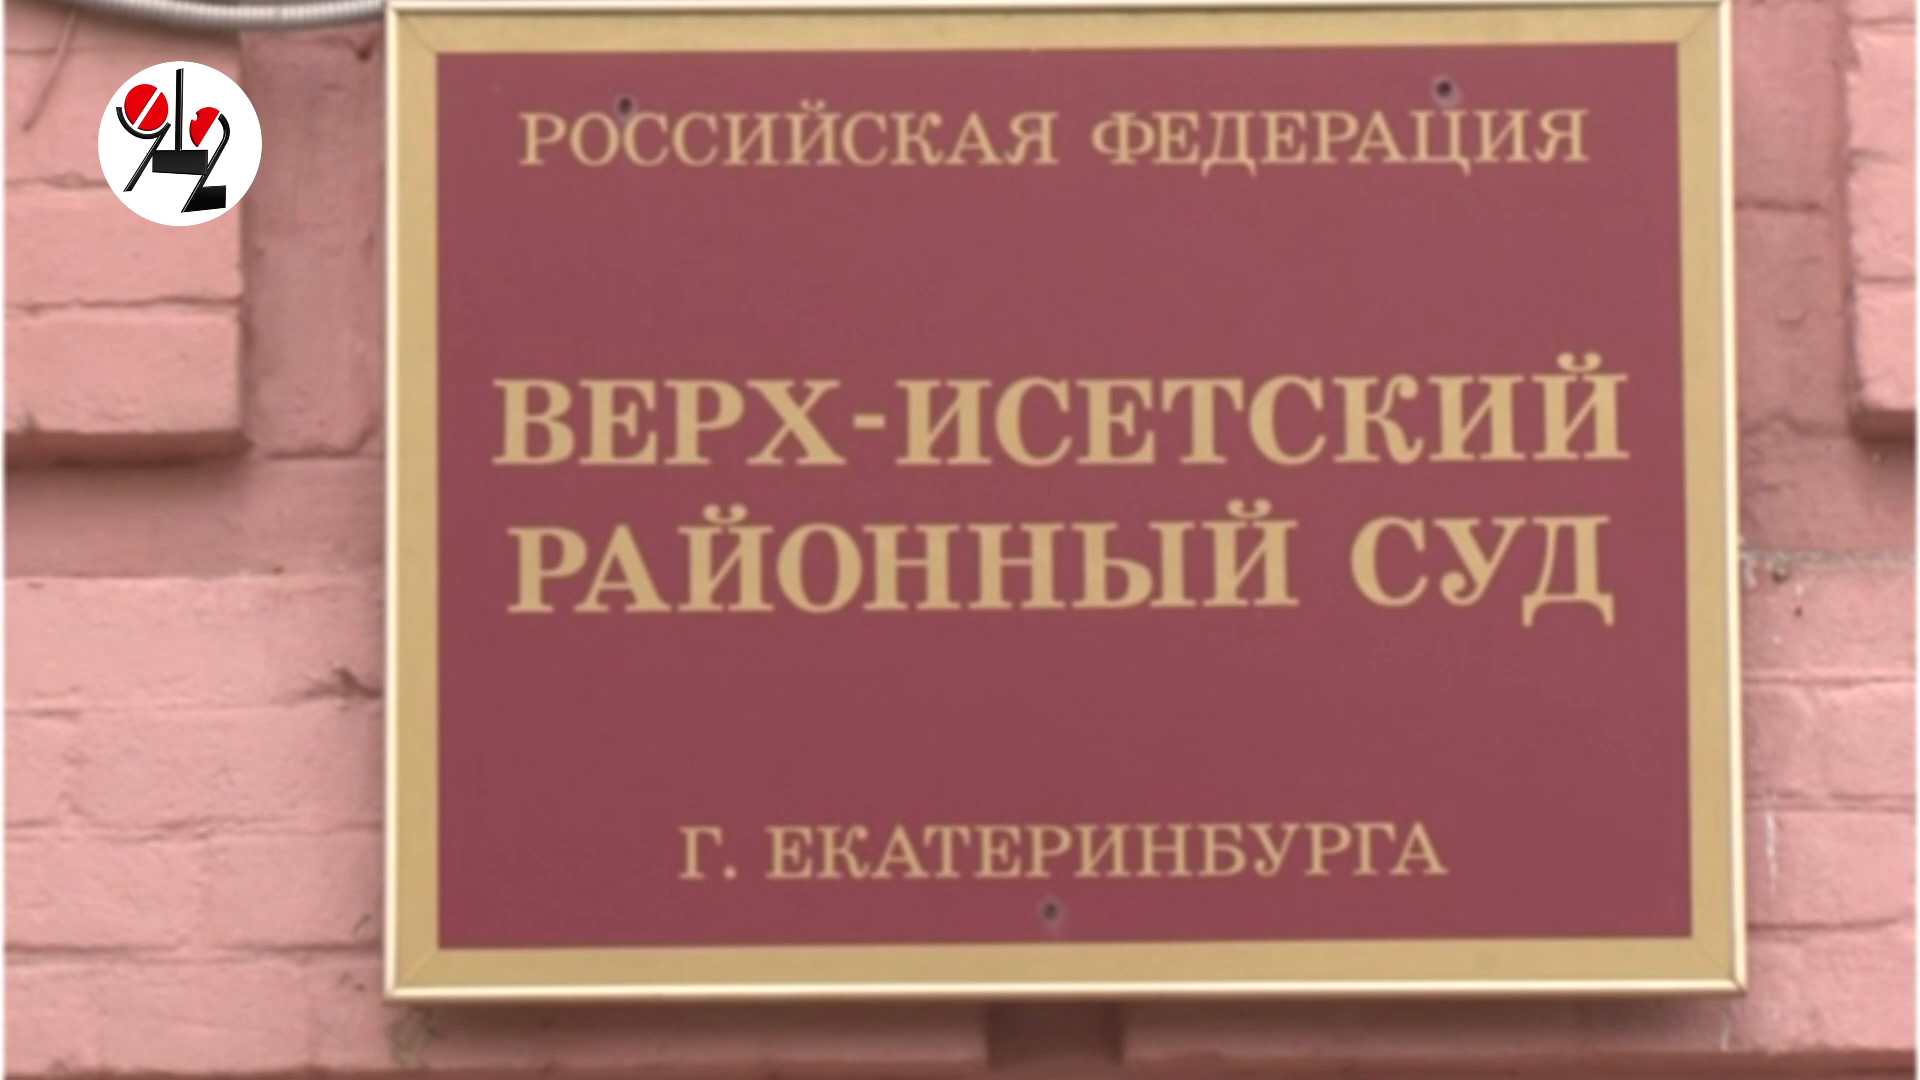 РОССИЙСКАЯ ФЕДЕРАЦИЯ
ВЕРХ-ИСЕТСКИЙ
РАЙОННЫЙ СУД
Г. ЕКАТЕРИНБУРГА